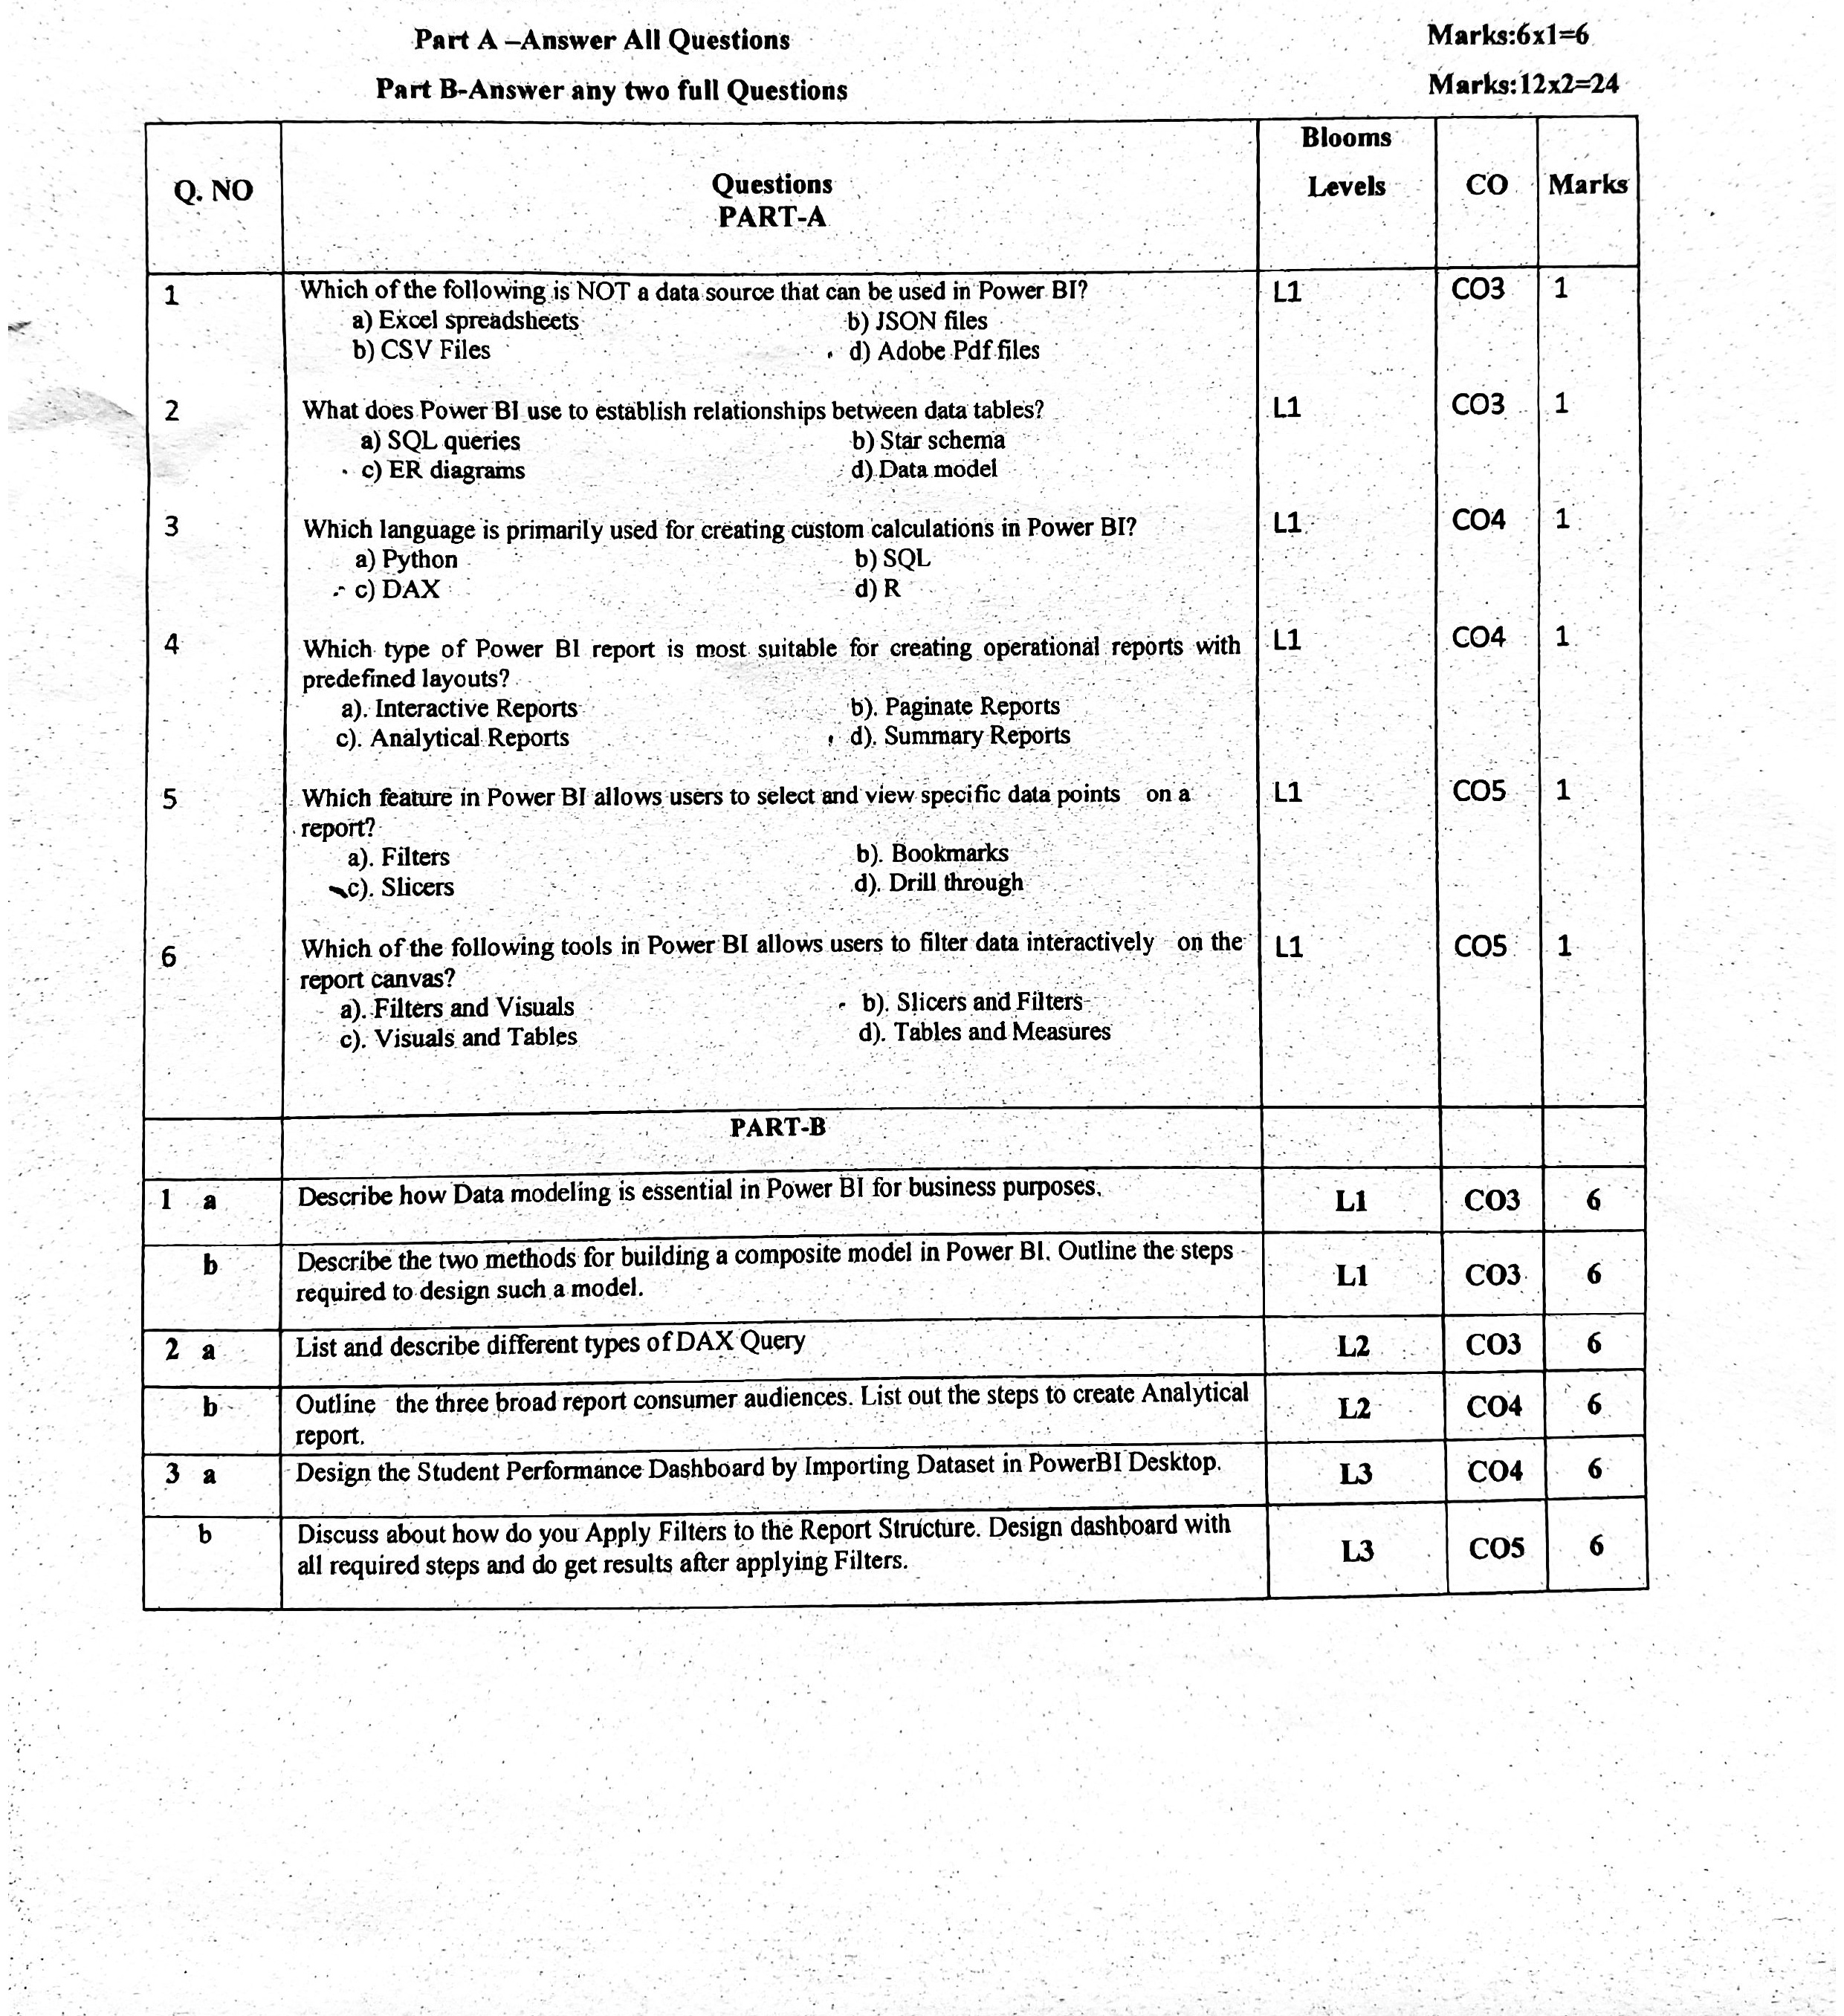 Part A –Answer All Questions Marks:6x1=6
Part B-Answer any two full Questions Marks:12x2=24
Q. NO Questions PART-A Blooms Levels CO Marks
1 Which of the following is NOT a data source that can be used in Power BI? L1 CO3 1
a) Excel spreadsheets b) JSON files
b) CSV Files d) Adobe Pdf files
2 What does Power BI use to establish relationships between data tables? L1 CO3 1
a) SQL queries b) Star schema
c) ER diagrams d) Data model
3 Which language is primarily used for creating custom calculations in Power BI? L1 CO4 1
a) Python b) SQL
c) DAX d) R
4 Which type of Power BI report is most suitable for creating operational reports with L1 CO4 1
predefined layouts?
a). Interactive Reports b). Paginate Reports
c). Analytical Reports d). Summary Reports
5 Which feature in Power BI allows users to select and view specific data points on a L1 CO5 1
report?
a). Filters b). Bookmarks
c). Slicers d). Drill through
6 Which of the following tools in Power BI allows users to filter data interactively on the L1 CO5 1
report canvas?
a). Filters and Visuals b). Slicers and Filters
c). Visuals and Tables d). Tables and Measures
PART-B
1 a Describe how Data modeling is essential in Power BI for business purposes. L1 CO3 6
b Describe the two methods for building a composite model in Power BI. Outline the steps L1 CO3 6
required to design such a model.
2 a List and describe different types of DAX Query L2 CO3 6
b Outline the three broad report consumer audiences. List out the steps to create Analytical L2 CO4 6
report.
3 a Design the Student Performance Dashboard by Importing Dataset in PowerBI Desktop. L3 CO4 6
b Discuss about how do you Apply Filters to the Report Structure. Design dashboard with L3 CO5 6
all required steps and do get results after applying Filters.